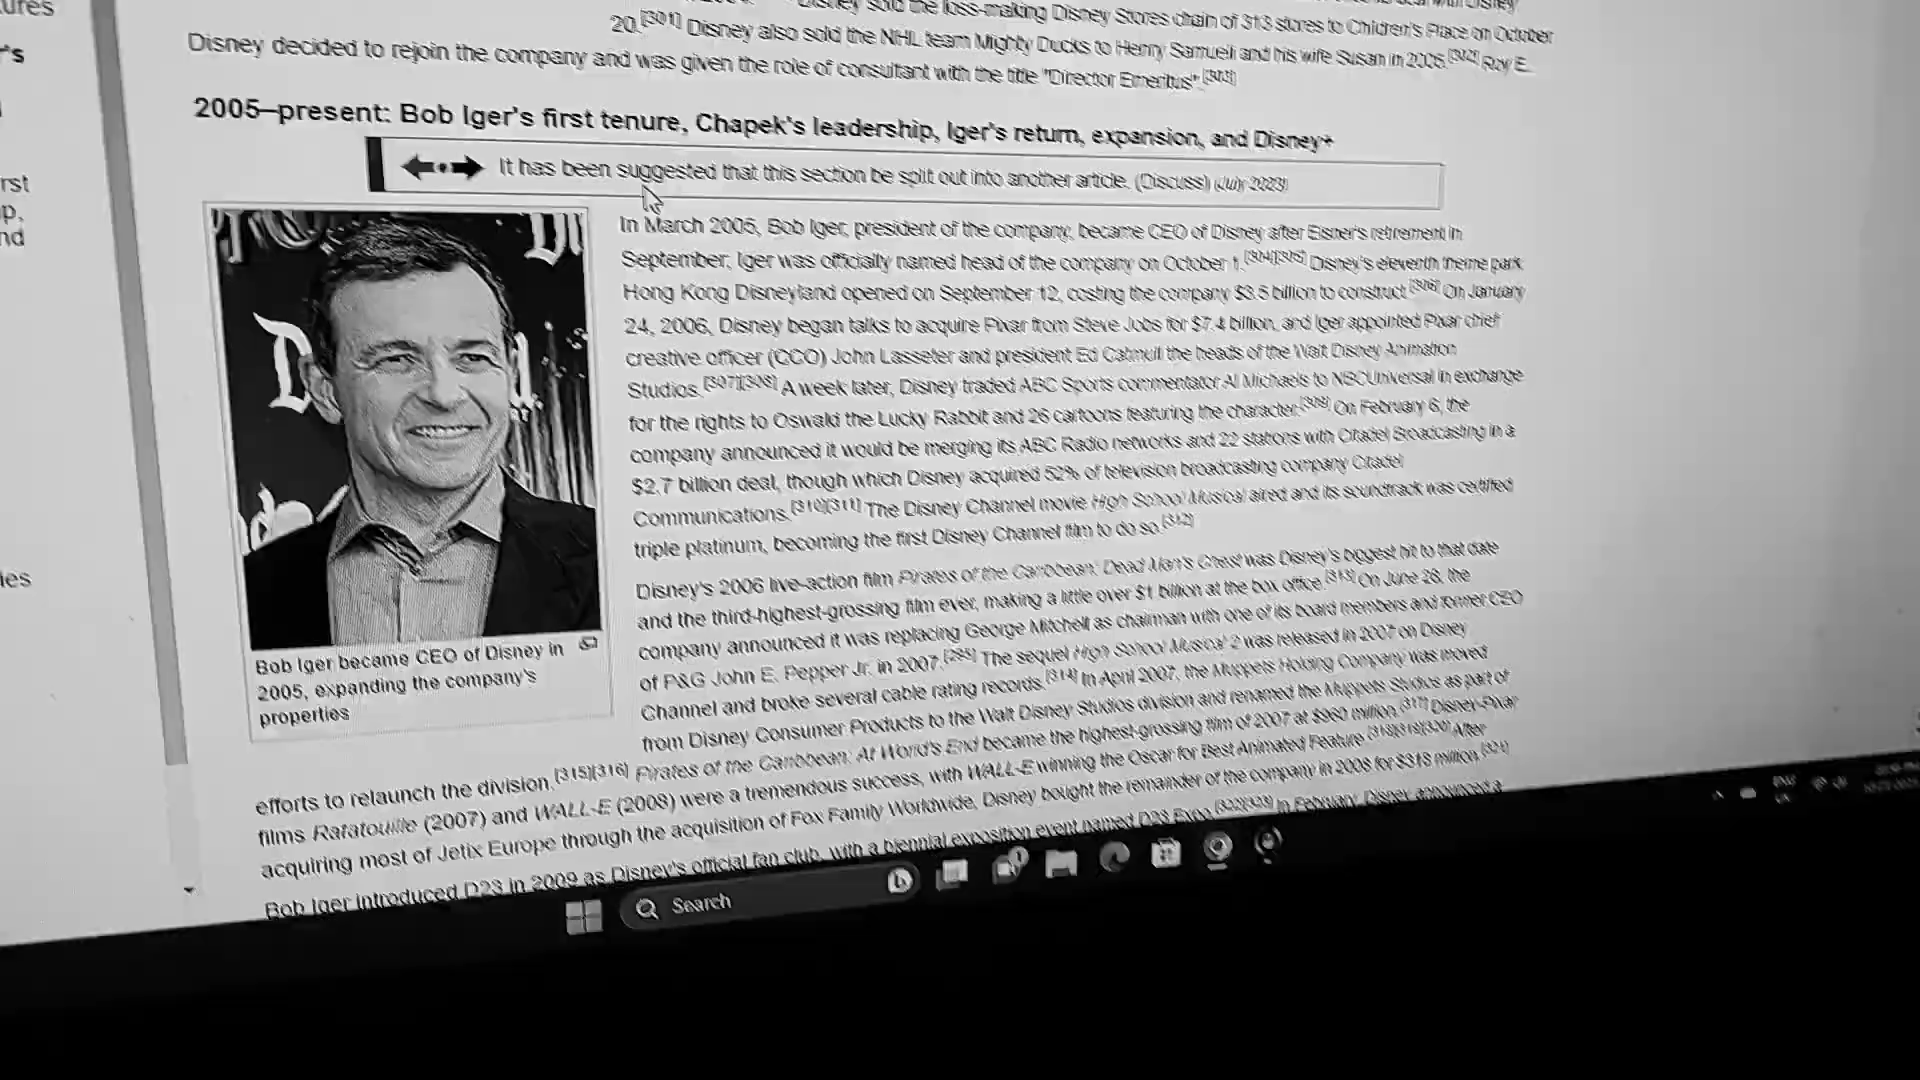 tures
's
rst
p,
nd
ies
Disney sold the loss-making Disney Stores chain of 313 stores to Children's Place on October
20.[301] Disney also sold the NHL team Mighty Ducks to Henry Samueli and his wife Susan in 2005.[302] Roy E.
Disney decided to rejoin the company and was given the role of consultant with the title "Director Emeritus".[303]
2005–present: Bob Iger's first tenure, Chapek's leadership, Iger's return, expansion, and Disney+
It has been suggested that this section be split out into another article. (Discuss) (July 2023)
In March 2005, Bob Iger, president of the company, became CEO of Disney after Eisner's retirement in
September; Iger was officially named head of the company on October 1.[304][305] Disney's eleventh theme park
Hong Kong Disneyland opened on September 12, costing the company $3.5 billion to construct.[306] On January
24, 2006, Disney began talks to acquire Pixar from Steve Jobs for $7.4 billion, and Iger appointed Pixar chief
creative officer (CCO) John Lasseter and president Ed Catmull the heads of the Walt Disney Animation
Studios.[307][308] A week later, Disney traded ABC Sports commentator Al Michaels to NBCUniversal in exchange
for the rights to Oswald the Lucky Rabbit and 26 cartoons featuring the character.[309] On February 6, the
company announced it would be merging its ABC Radio networks and 22 stations with Citadel Broadcasting in a
$2.7 billion deal, though which Disney acquired 52% of television broadcasting company Citadel
Communications.[310][311] The Disney Channel movie High School Musical aired and its soundtrack was certified
triple platinum, becoming the first Disney Channel film to do so.[312]
Bob Iger became CEO of Disney in
2005, expanding the company's
properties
Disney's 2006 live-action film Pirates of the Caribbean: Dead Man's Chest was Disney's biggest hit to that date
and the third-highest-grossing film ever, making a little over $1 billion at the box office.[313] On June 28, the
company announced it was replacing George Mitchell as chairman with one of its board members and former CEO
of P&G John E. Pepper Jr. in 2007.[285] The sequel High School Musical 2 was released in 2007 on Disney
Channel and broke several cable rating records.[314] In April 2007, the Muppets Holding Company was moved
from Disney Consumer Products to the Walt Disney Studios division and renamed the Muppets Studios as part of
efforts to relaunch the division.[315][316] Pirates of the Caribbean: At World's End became the highest-grossing film of 2007 at $960 million.[317] Disney-Pixar
films Ratatouille (2007) and WALL-E (2008) were a tremendous success, with WALL-E winning the Oscar for Best Animated Feature.[318][319][320] After
acquiring most of Jetix Europe through the acquisition of Fox Family Worldwide, Disney bought the remainder of the company in 2008 for $318 million.[321]
Bob Iger introduced D23 in 2009 as Disney's official fan club, with a biennial exposition event named D23 Expo.[322][323] In February, Disney announced a
Search